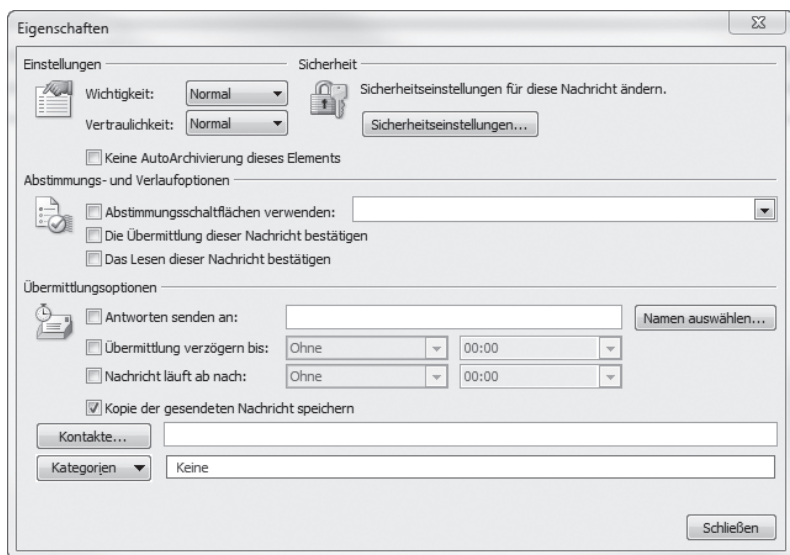 Eigenschaften
Einstellungen
Sicherheit
Wichtigkeit: Normal
Sicherheitseinstellungen für diese Nachricht ändern.
Vertraulichkeit: Normal
Sicherheitseinstellungen...
Keine AutoArchivierung dieses Elements
Abstimmungs- und Verlaufoptionen
Abstimmungsschaltflächen verwenden:
Die Übermittlung dieser Nachricht bestätigen
Das Lesen dieser Nachricht bestätigen
Übermittlungsoptionen
Antworten senden an:
Namen auswählen...
Übermittlung verzögern bis: Ohne 00:00
Nachricht läuft ab nach: Ohne 00:00
Kopie der gesendeten Nachricht speichern
Kontakte...
Kategorien Keine
Schließen